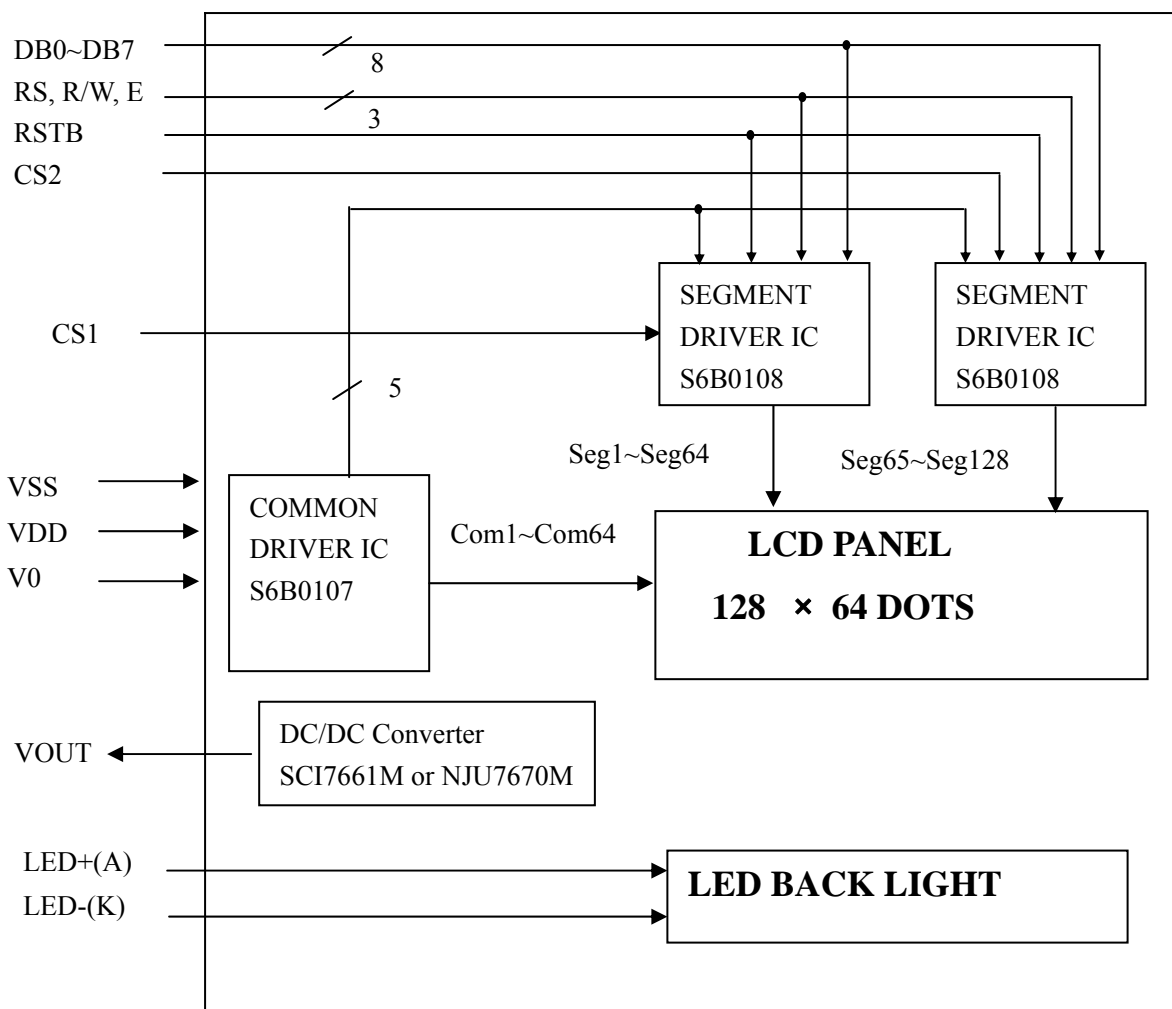 DB0~DB7
8
RS, R/W, E
3
RSTB
CS2
SEGMENT
DRIVER IC
S6B0108
SEGMENT
DRIVER IC
S6B0108
CS1
5
Seg1~Seg64
Seg65~Seg128
VSS
VDD
V0
COMMON
DRIVER IC
S6B0107
Com1~Com64
LCD PANEL
128 × 64 DOTS
VOUT
DC/DC Converter
SCI7661M or NJU7670M
LED+(A)
LED-(K)
LED BACK LIGHT